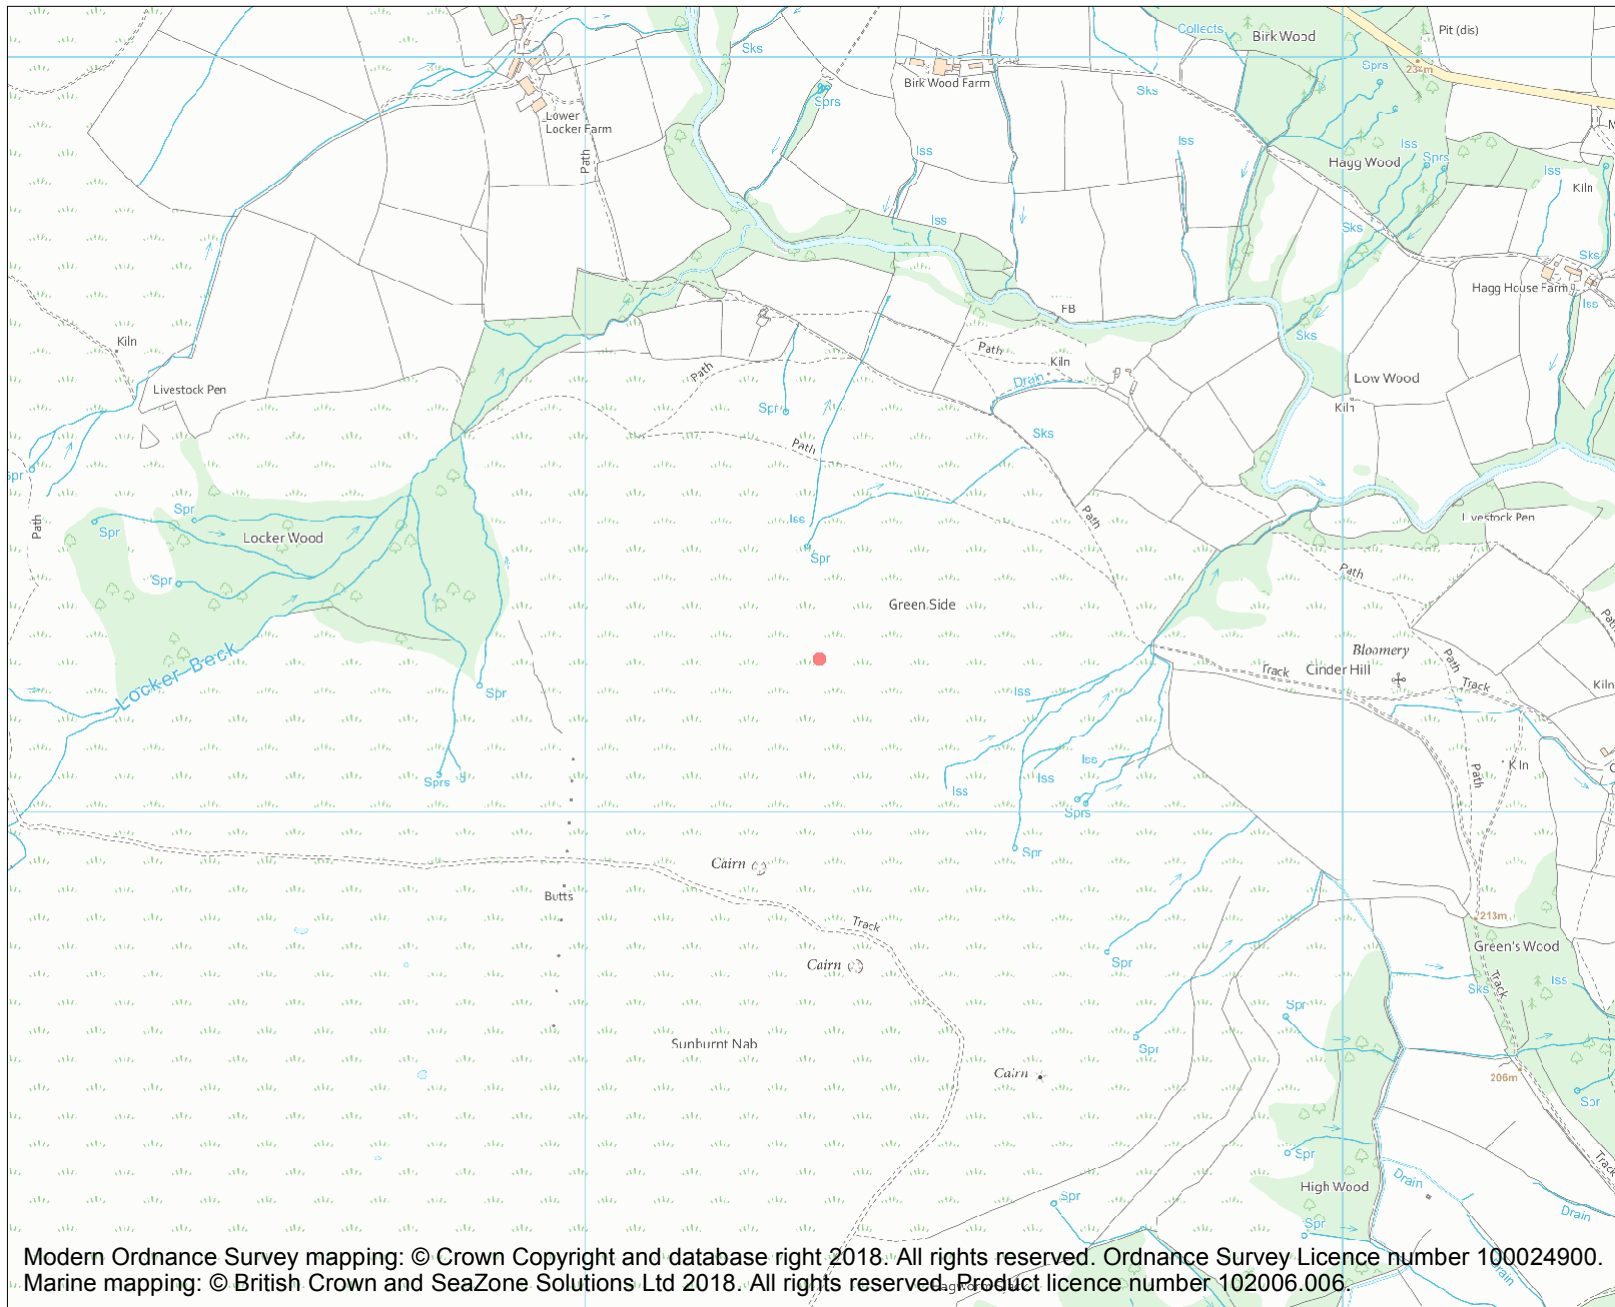 Collects
Birk Wood
Pit (dis)
Sks
Sprs
234m
Birk Wood Farm
Sks
Sprs
Lower
Locker Farm
Path
Iss
Iss
Iss
Sprs
Hagg Wood
Iss
Kiln
Iss
Sks
Sks
Hagg House Farm
Iss
FB
Sks
Kiln
Path
Kiln
Livestock Pen
Path
Drain
Low Wood
Spr
Kiln
Sks
Path
Spr
Path
Spr
Spr
Iss
Path
Livestock Pen
Locker Wood
Spr
Spr
Path
Green Side
Path
Bloomery
Path
Locker Beck
Track
Cinder Hill
Track
Kiln
Spr
Iss
Iss
Iss
Path
Sprs
Iss
Sprs
Spr
Cairn
Butts
213m
Track
Green's Wood
Cairn
Spr
Track
Sks
Iss
Spr
Sunburnt Nab
Spr
Cairn
206m
Spr
Spr
Track
Drain
High Wood
Spr
Drain
Spr
Modern Ordnance Survey mapping: © Crown Copyright and database right 2018. All rights reserved. Ordnance Survey Licence number 100024900.
Drain
Marine mapping: © British Crown and SeaZone Solutions Ltd 2018. All rights reserved. Product licence number 102006.006.